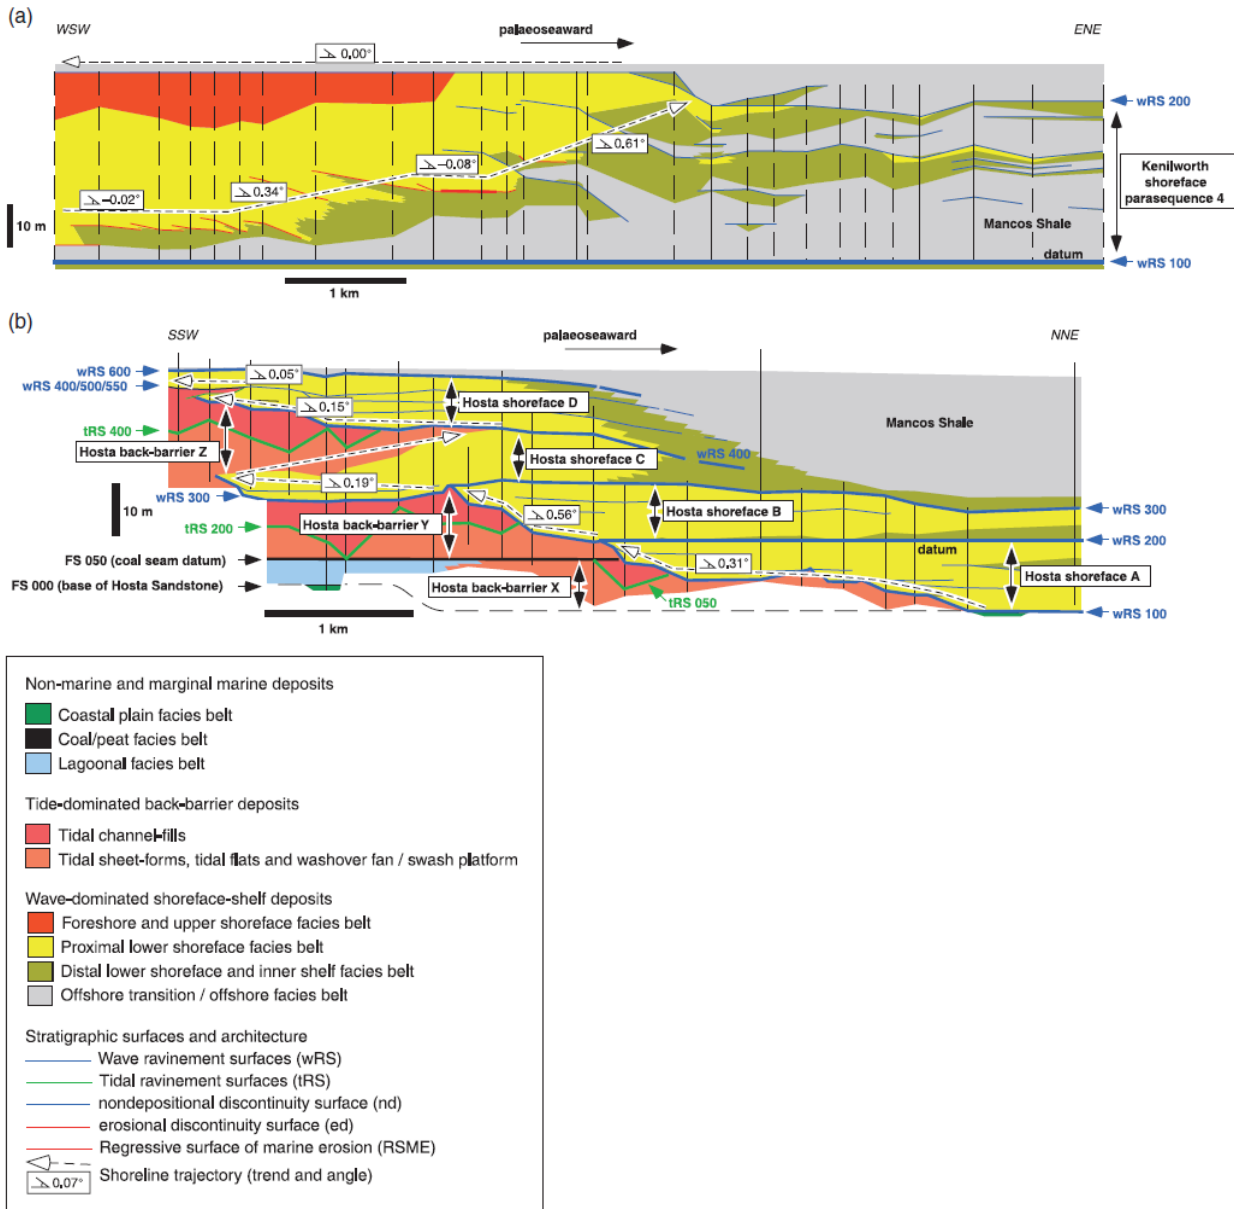 (a)
WSW
palaeoseaward
ENE
0.00°
wRS 200
0.61°
-0.08°
0.34°
-0.02°
Kenilworth
shoreface
parasequence 4
10 m
Mancos Shale
datum
wRS 100
1 km
(b)
SSW
palaeoseaward
NNE
wRS 600
0.05°
wRS 400/500/550
0.15°
Hosta shoreface D
Mancos Shale
tRS 400
Hosta back-barrier Z
Hosta shoreface C
wRS 400
0.19°
wRS 300
10 m
Hosta shoreface B
wRS 300
tRS 200
Hosta back-barrier Y
0.56°
wRS 200
datum
FS 050 (coal seam datum)
0.31°
Hosta shoreface A
FS 000 (base of Hosta Sandstone)
Hosta back-barrier X
tRS 050
wRS 100
1 km
Non-marine and marginal marine deposits
Coastal plain facies belt
Coal/peat facies belt
Lagoonal facies belt
Tide-dominated back-barrier deposits
Tidal channel-fills
Tidal sheet-forms, tidal flats and washover fan / swash platform
Wave-dominated shoreface-shelf deposits
Foreshore and upper shoreface facies belt
Proximal lower shoreface facies belt
Distal lower shoreface and inner shelf facies belt
Offshore transition / offshore facies belt
Stratigraphic surfaces and architecture
Wave ravinement surfaces (wRS)
Tidal ravinement surfaces (tRS)
nondepositional discontinuity surface (nd)
erosional discontinuity surface (ed)
Regressive surface of marine erosion (RSME)
Shoreline trajectory (trend and angle)
0.07°